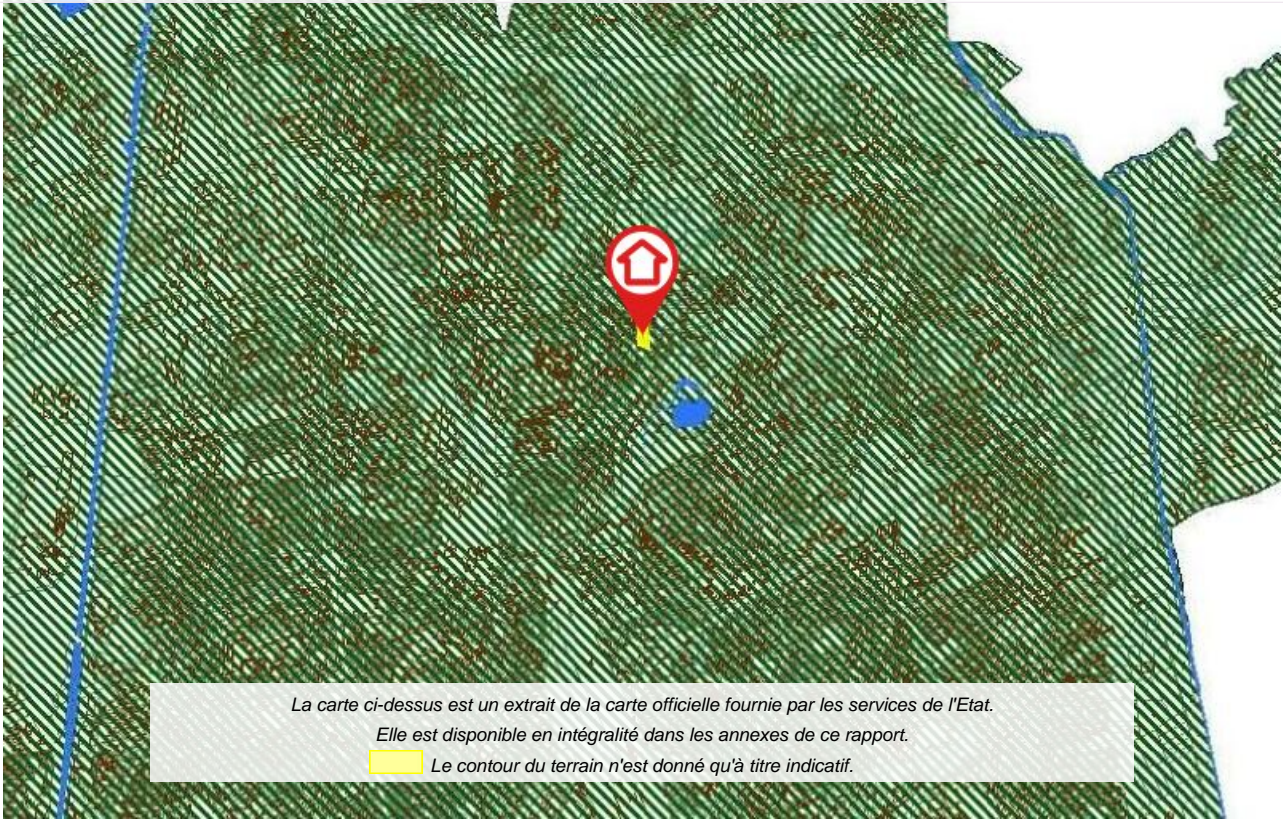 La carte ci-dessus est un extrait de la carte officielle fournie par les services de l'Etat.
Elle est disponible en intégralité dans les annexes de ce rapport.
Le contour du terrain n'est donné qu'à titre indicatif.